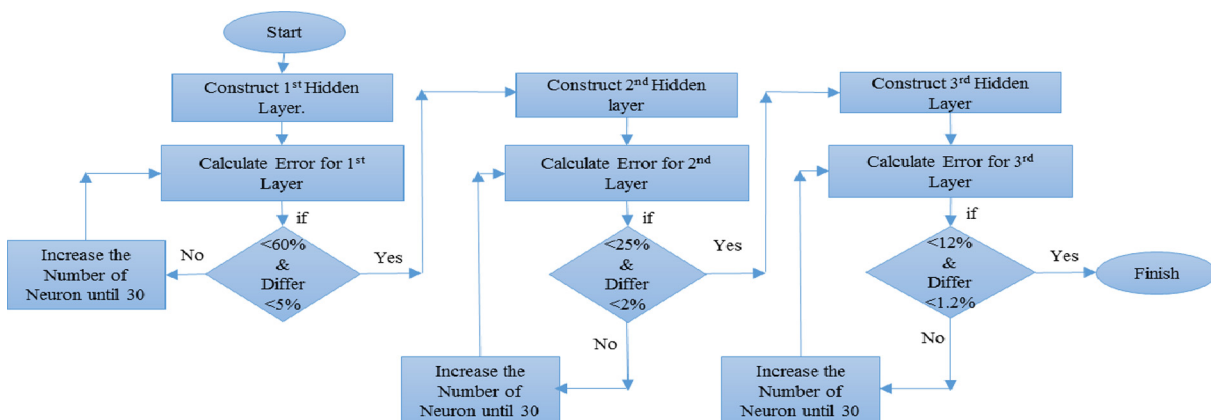 Start
Construct 1st Hidden
Layer.
Calculate Error for 1st
Layer
if
<60%
&
Differ
<5%
No
Yes
Increase the
Number of
Neuron until 30
Construct 2nd Hidden
layer
Calculate Error for 2nd
Layer
if
<25%
&
Differ
<2%
Yes
No
Increase the
Number of
Neuron until 30
Construct 3rd Hidden
Layer
Calculate Error for 3rd
Layer
if
<12%
&
Differ
<1.2%
Yes
No
Increase the
Number of
Neuron until 30
Finish